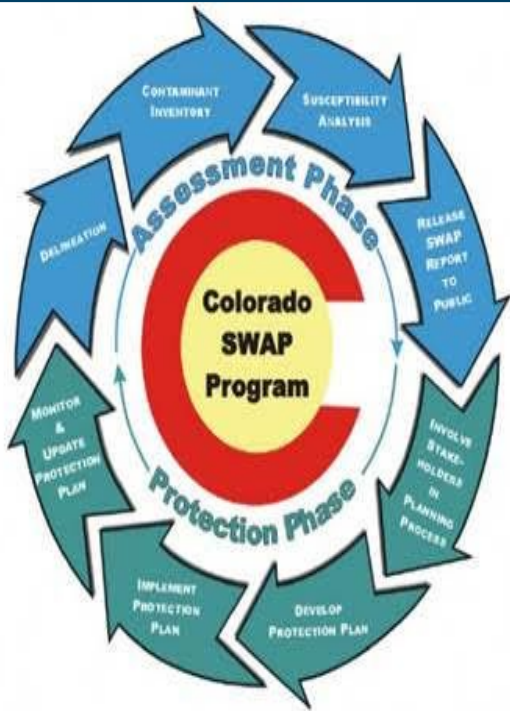 CONTAMINANT
INVENTORY
SUSCEPTIBILITY
ANALYSIS
DELINEATION
Assessment Phase
RELEASE
SWAP
REPORT
TO
PUBLIC
Colorado
SWAP
Program
MONITOR
&
UPDATE
PROTECTION
PLAN
INVOLVE
STAKE-
HOLDERS
IN
PLANNING
PROCESS
Protection Phase
IMPLEMENT
PROTECTION
PLAN
DEVELOP
PROTECTION PLAN